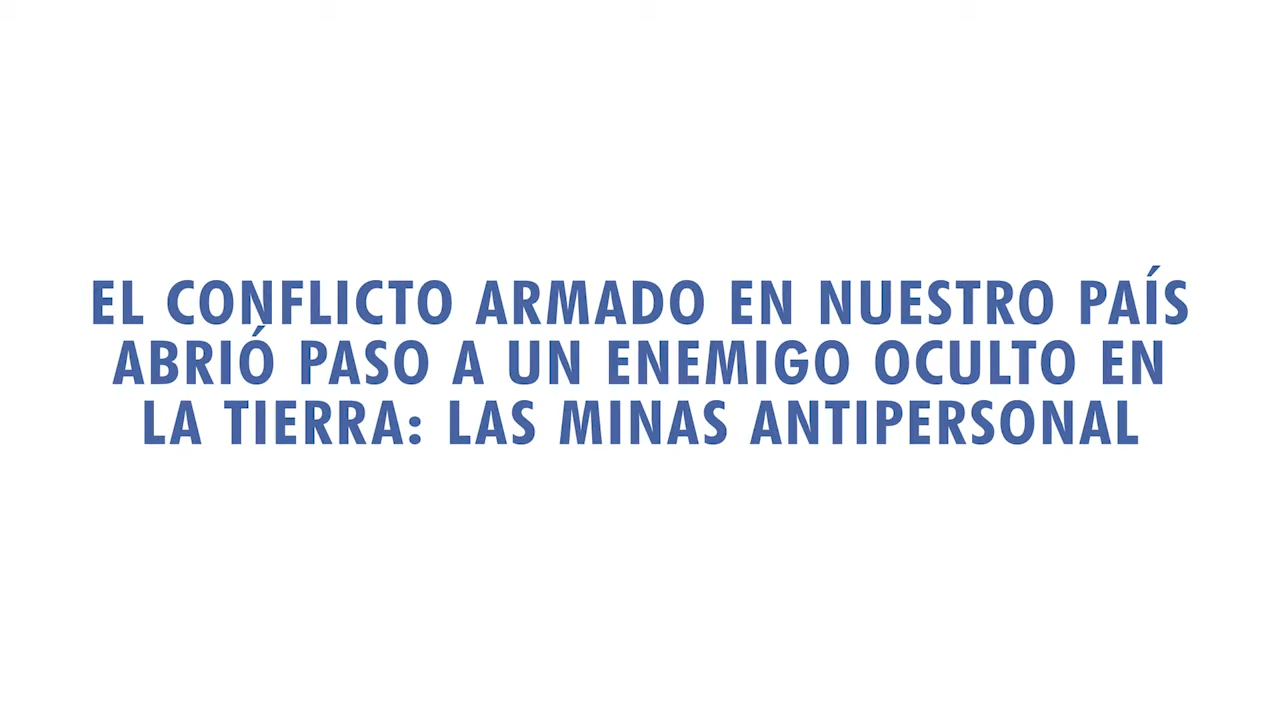 EL CONFLICTO ARMADO EN NUESTRO PAÍS
ABRIÓ PASO A UN ENEMIGO OCULTO EN
LA TIERRA: LAS MINAS ANTIPERSONAL